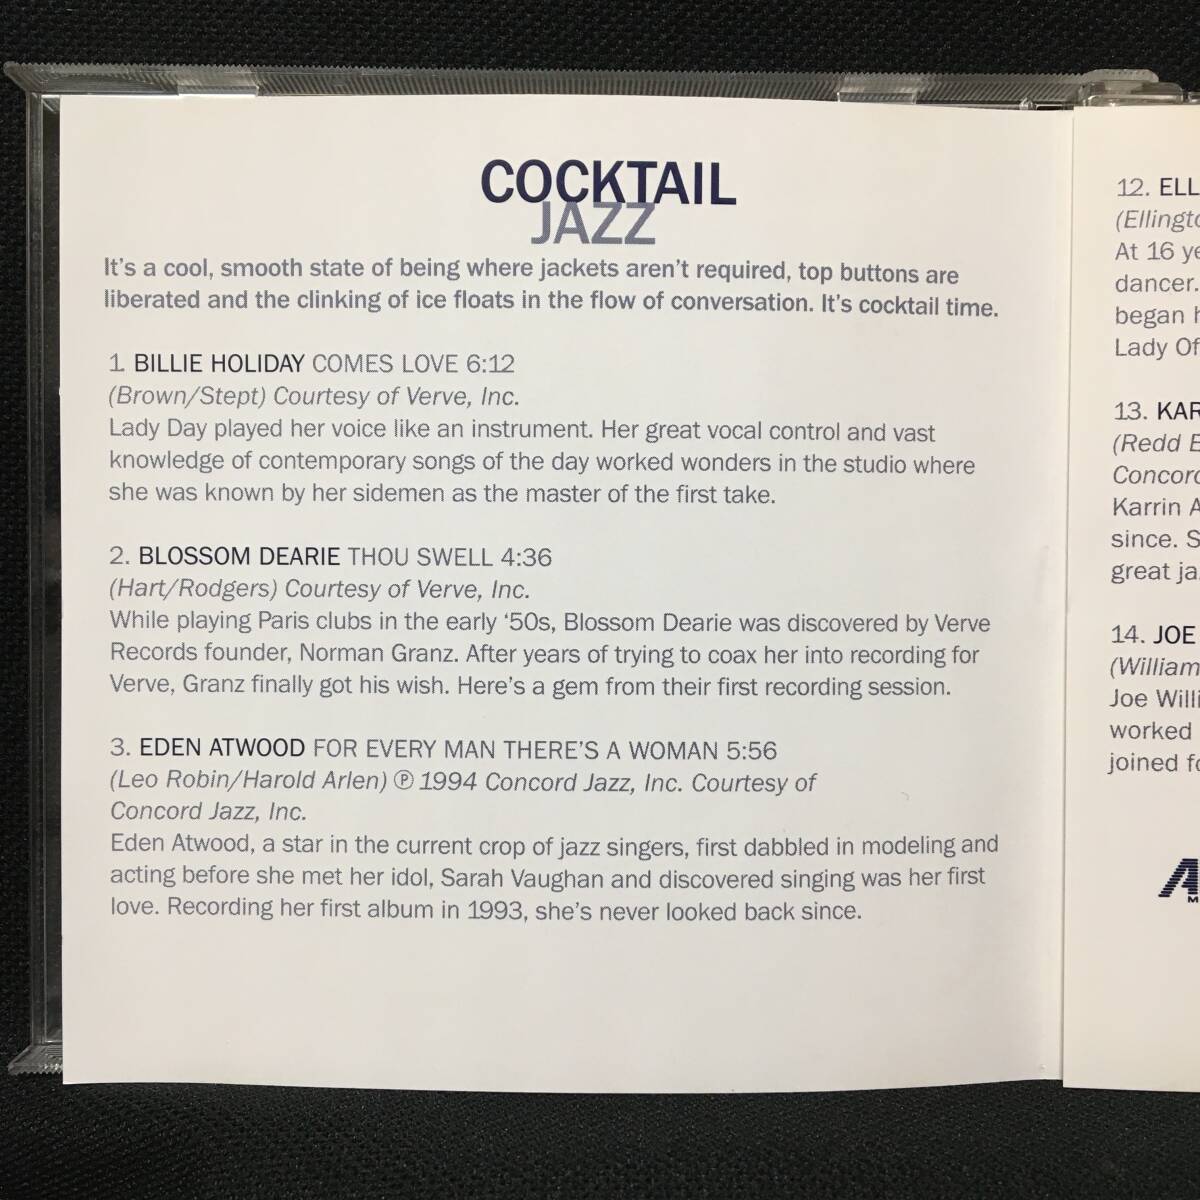 COCKTAIL
JAZZ
It's a cool, smooth state of being where jackets aren't required, top buttons are
liberated and the clinking of ice floats in the flow of conversation. It's cocktail time.
1. BILLIE HOLIDAY COMES LOVE 6:12
(Brown/Stept) Courtesy of Verve, Inc.
Lady Day played her voice like an instrument. Her great vocal control and vast
knowledge of contemporary songs of the day worked wonders in the studio where
she was known by her sidemen as the master of the first take.
2. BLOSSOM DEARIE THOU SWELL 4:36
(Hart/Rodgers) Courtesy of Verve, Inc.
While playing Paris clubs in the early '50s, Blossom Dearie was discovered by Verve
Records founder, Norman Granz. After years of trying to coax her into recording for
Verve, Granz finally got his wish. Here's a gem from their first recording session.
3. EDEN ATWOOD FOR EVERY MAN THERE'S A WOMAN 5:56
(Leo Robin/Harold Arlen) ℗ 1994 Concord Jazz, Inc. Courtesy of
Concord Jazz, Inc.
Eden Atwood, a star in the current crop of jazz singers, first dabbled in modeling and
acting before she met her idol, Sarah Vaughan and discovered singing was her first
love. Recording her first album in 1993, she's never looked back since.
12. ELL
(Ellingto
At 16 ye
dancer.
began h
Lady Of
13. KAR
(Redd E
Concord
Karrin A
since. S
great ja
14. JOE
(William
Joe Willi
worked
joined fo
A
M